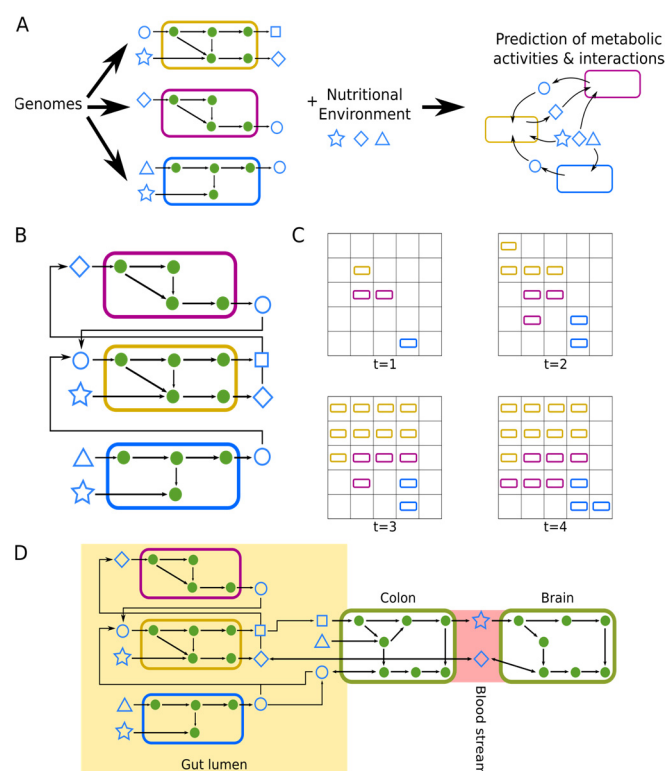 A
Genomes
+ Nutritional
Environment
Prediction of metabolic
activities & interactions
B
C
t=1
t=2
t=3
t=4
D
Colon
Brain
Blood stream
Gut lumen